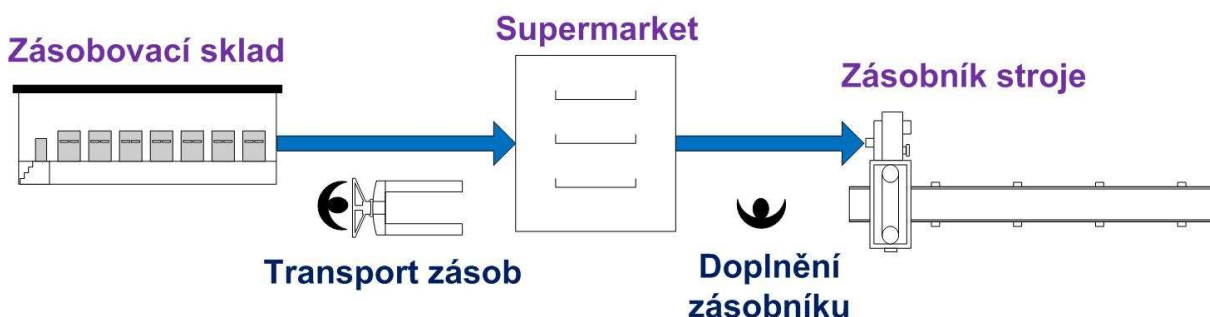 Zásobovací sklad
Supermarket
Zásobník stroje
Transport zásob
Doplnění
zásobníku